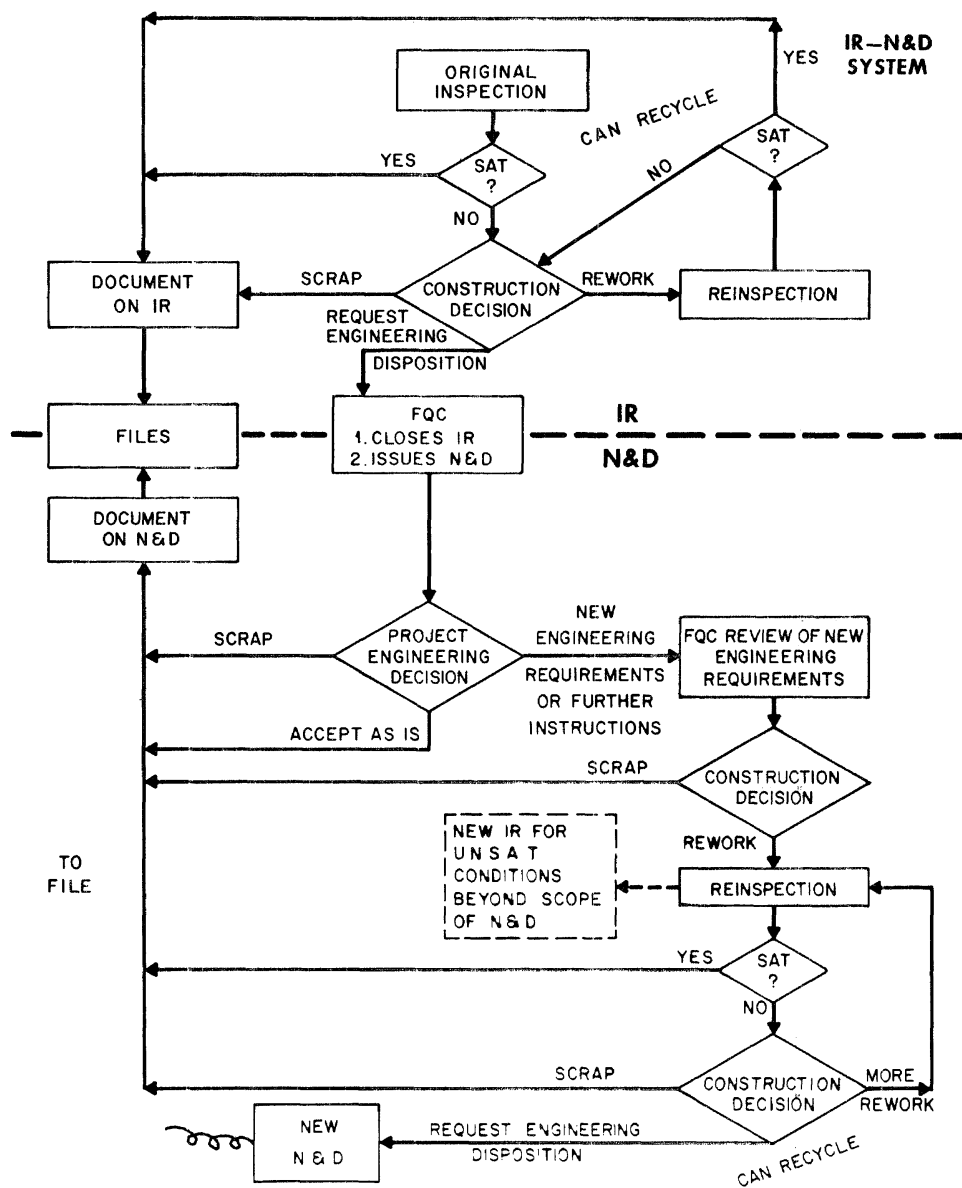 IR–N&D
SYSTEM
YES
ORIGINAL
INSPECTION
CAN RECYCLE
SAT
?
YES
SAT
?
NO
NO
DOCUMENT
ON IR
SCRAP
CONSTRUCTION
DECISION
REWORK
REINSPECTION
REQUEST
ENGINEERING
DISPOSITION
FILES
FQC
1. CLOSES IR
2. ISSUES N&D
IR
N&D
DOCUMENT
ON N&D
SCRAP
PROJECT
ENGINEERING
DECISION
NEW
ENGINEERING
REQUIREMENTS
OR FURTHER
INSTRUCTIONS
FQC REVIEW OF NEW
ENGINEERING
REQUIREMENTS
ACCEPT AS IS
SCRAP
CONSTRUCTION
DECISION
REWORK
NEW IR FOR
UNSAT
CONDITIONS
BEYOND SCOPE
OF N&D
REINSPECTION
TO
FILE
YES
SAT
?
NO
SCRAP
CONSTRUCTION
DECISION
MORE
REWORK
NEW
N&D
REQUEST ENGINEERING
DISPOSITION
CAN RECYCLE